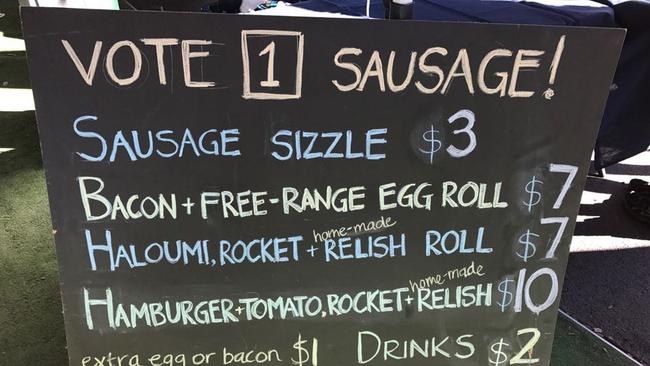 VOTE 1 SAUSAGE!
SAUSAGE SIZZLE $3
BACON + FREE-RANGE EGG ROLL $7
HALOUMI, ROCKET + home-made RELISH ROLL $7
HAMBURGER + TOMATO, ROCKET + home-made RELISH $10
extra egg or bacon $1 DRINKS $2